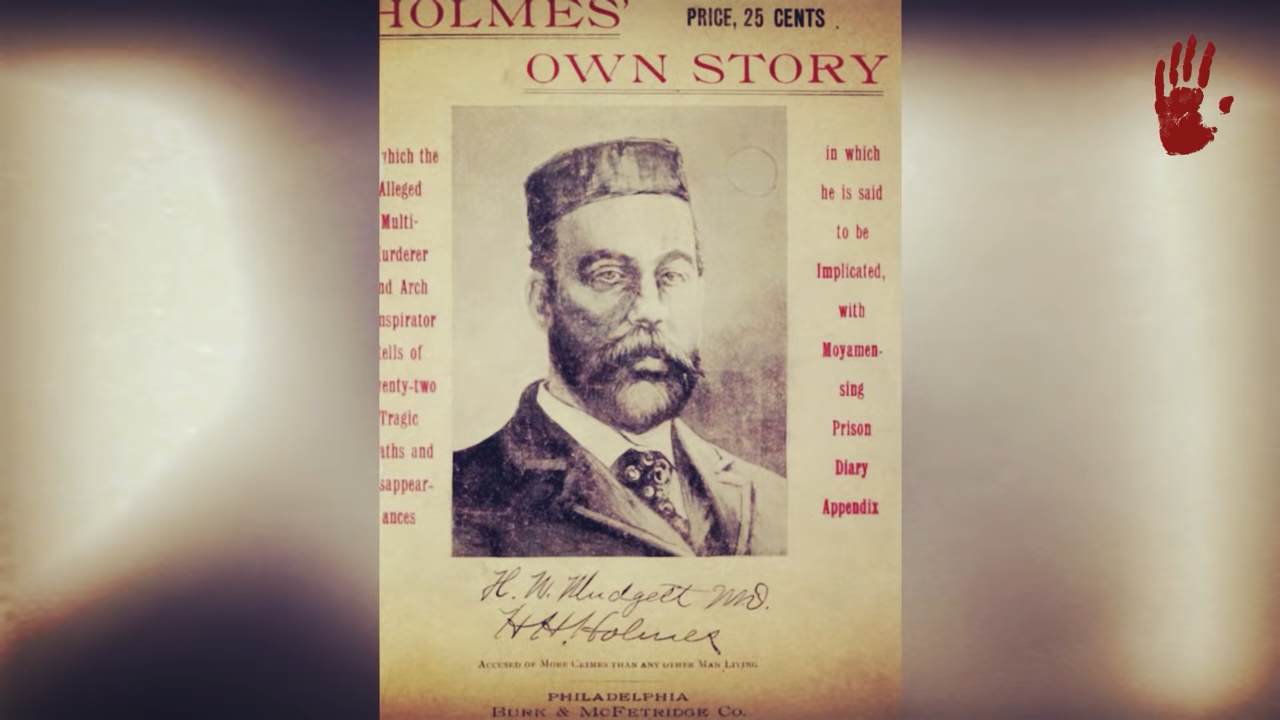 HOLMES'
PRICE, 25 CENTS .
OWN STORY
which the
Alleged
Multi-
urderer
nd Arch
nspirator
tells of
enty-two
Tragic
aths and
sappear-
ances
in which
he is said
to be
Implicated,
with
Moyamen-
sing
Prison
Diary
Appendix
H. W. Mudgett M.D.
H. H. Holmes
ACCUSED OF MORE CRIMES THAN ANY OTHER MAN LIVING
PHILADELPHIA
BURK & MCFETRIDGE CO.